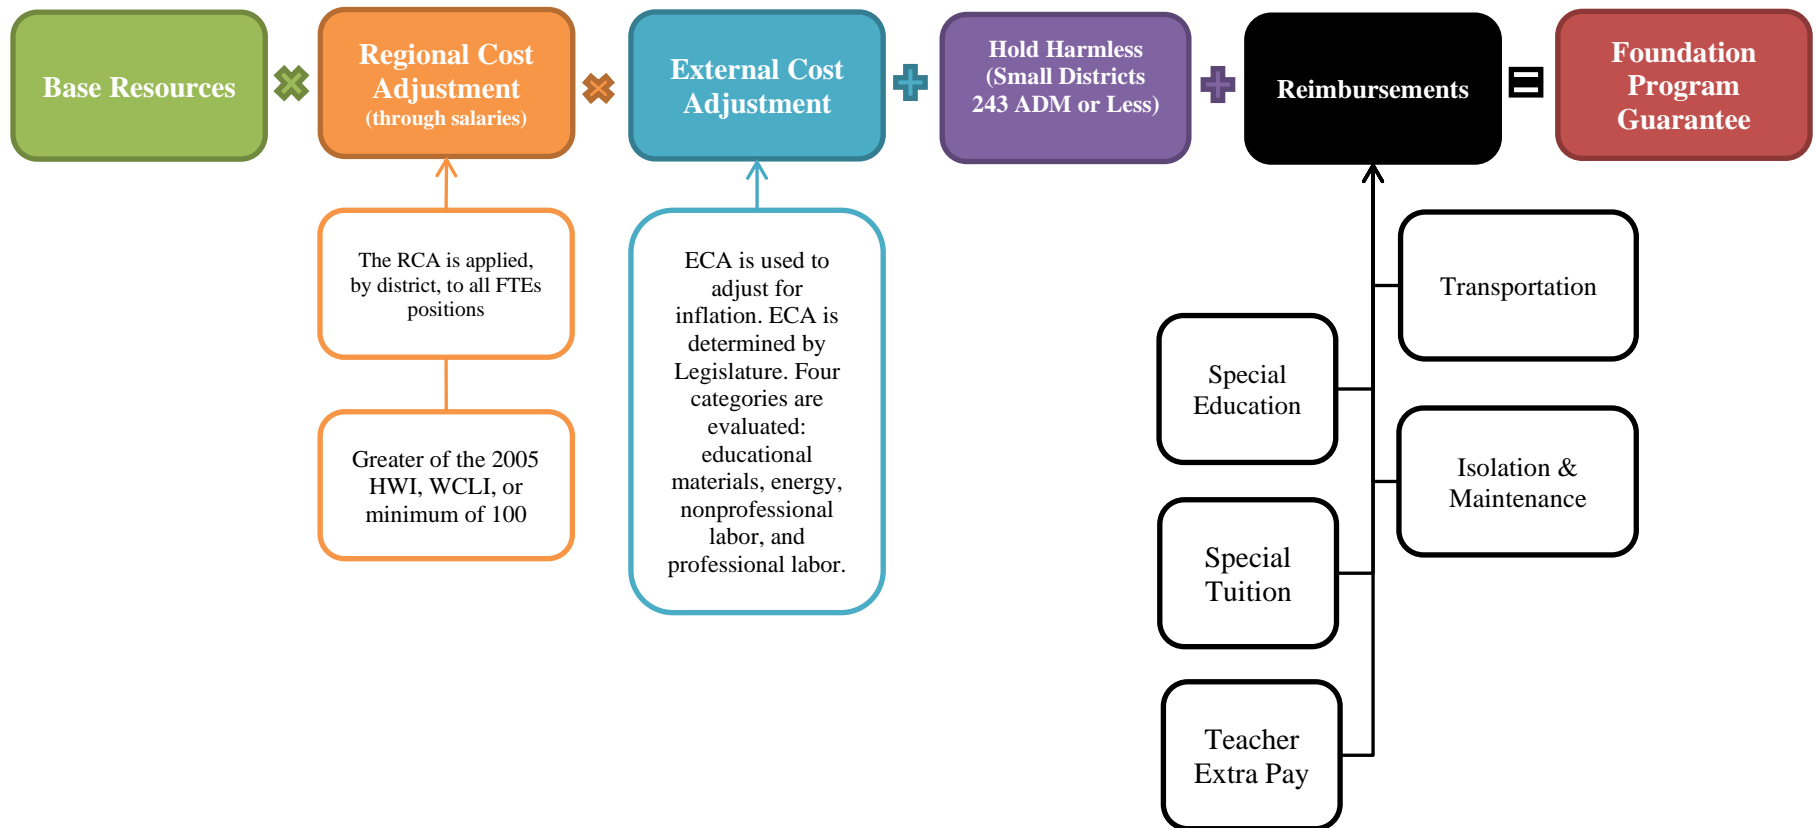 Base Resources
Regional Cost
Adjustment
(through salaries)
External Cost
Adjustment
Hold Harmless
(Small Districts
243 ADM or Less)
Reimbursements
Foundation
Program
Guarantee
The RCA is applied,
by district, to all FTEs
positions
Greater of the 2005
HWI, WCLI, or
minimum of 100
ECA is used to
adjust for
inflation. ECA is
determined by
Legislature. Four
categories are
evaluated:
educational
materials, energy,
nonprofessional
labor, and
professional labor.
Transportation
Special
Education
Isolation &
Maintenance
Special
Tuition
Teacher
Extra Pay